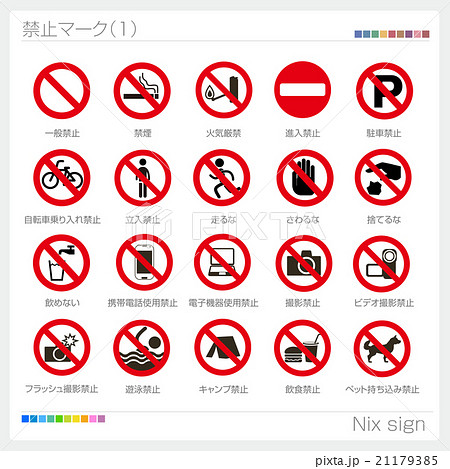 禁止マーク(1)
一般禁止 禁煙 火気厳禁 進入禁止 駐車禁止
自転車乗り入れ禁止 立入禁止 走るな さわるな 捨てるな
飲めない 携帯電話使用禁止 電子機器使用禁止 撮影禁止 ビデオ撮影禁止
フラッシュ撮影禁止 遊泳禁止 キャンプ禁止 飲食禁止 ペット持ち込み禁止
Nix sign
P
PIXTA
pixta.jp - 21179385